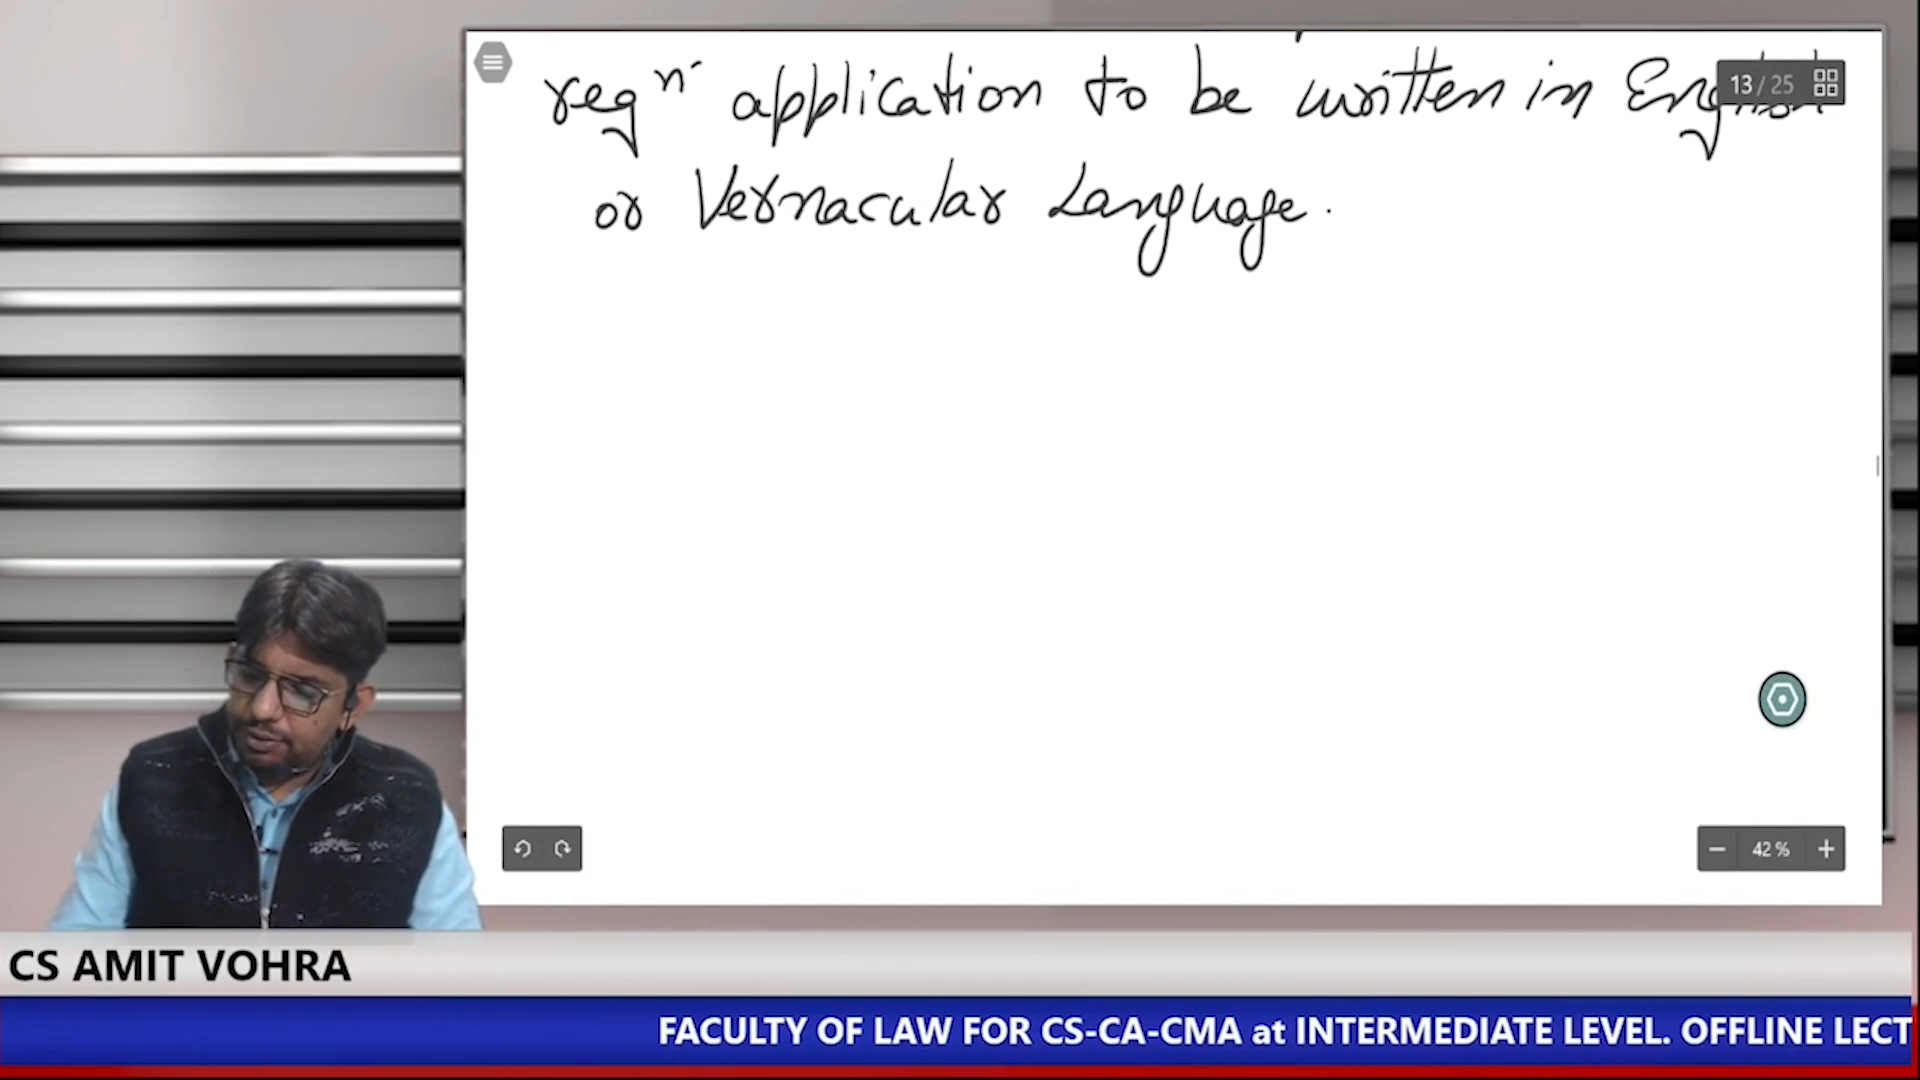 regn. application to be written in English
13 / 25
or Vernacular Language.
42 %
CS AMIT VOHRA
FACULTY OF LAW FOR CS-CA-CMA at INTERMEDIATE LEVEL. OFFLINE LECT